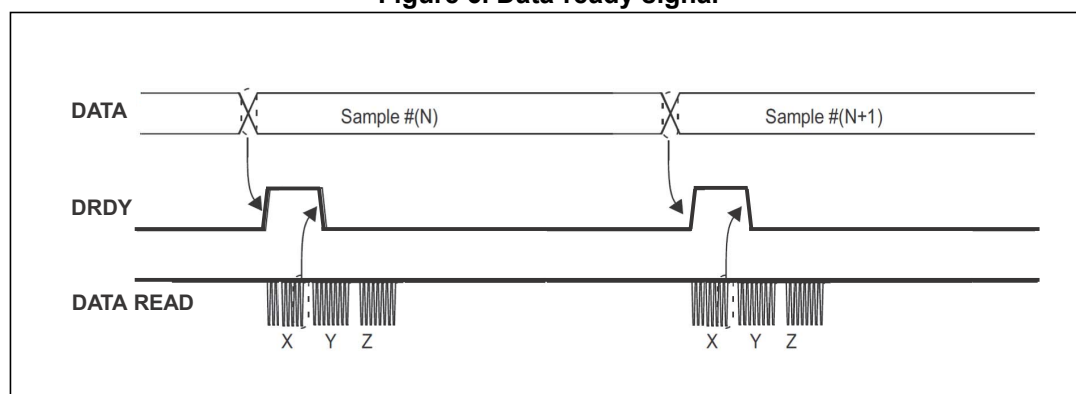 Figure 6. Data ready signal
DATA
Sample #(N)
Sample #(N+1)
DRDY
DATA READ
X Y Z
X Y Z